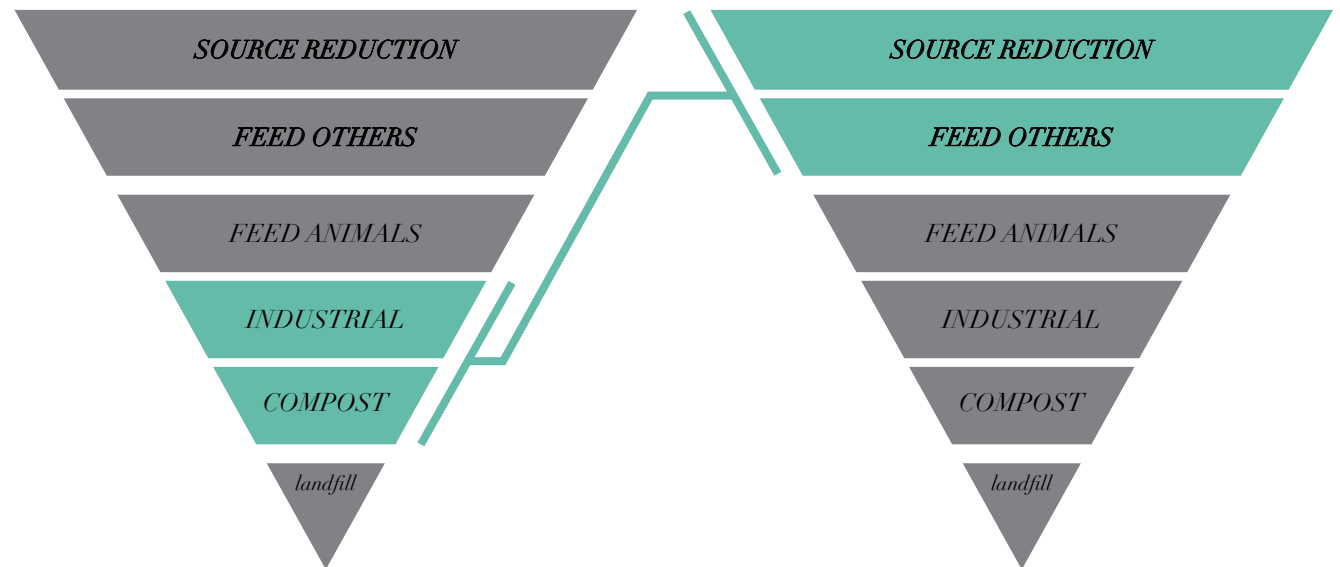 SOURCE REDUCTION
FEED OTHERS
FEED ANIMALS
INDUSTRIAL
COMPOST
landfill
SOURCE REDUCTION
FEED OTHERS
FEED ANIMALS
INDUSTRIAL
COMPOST
landfill